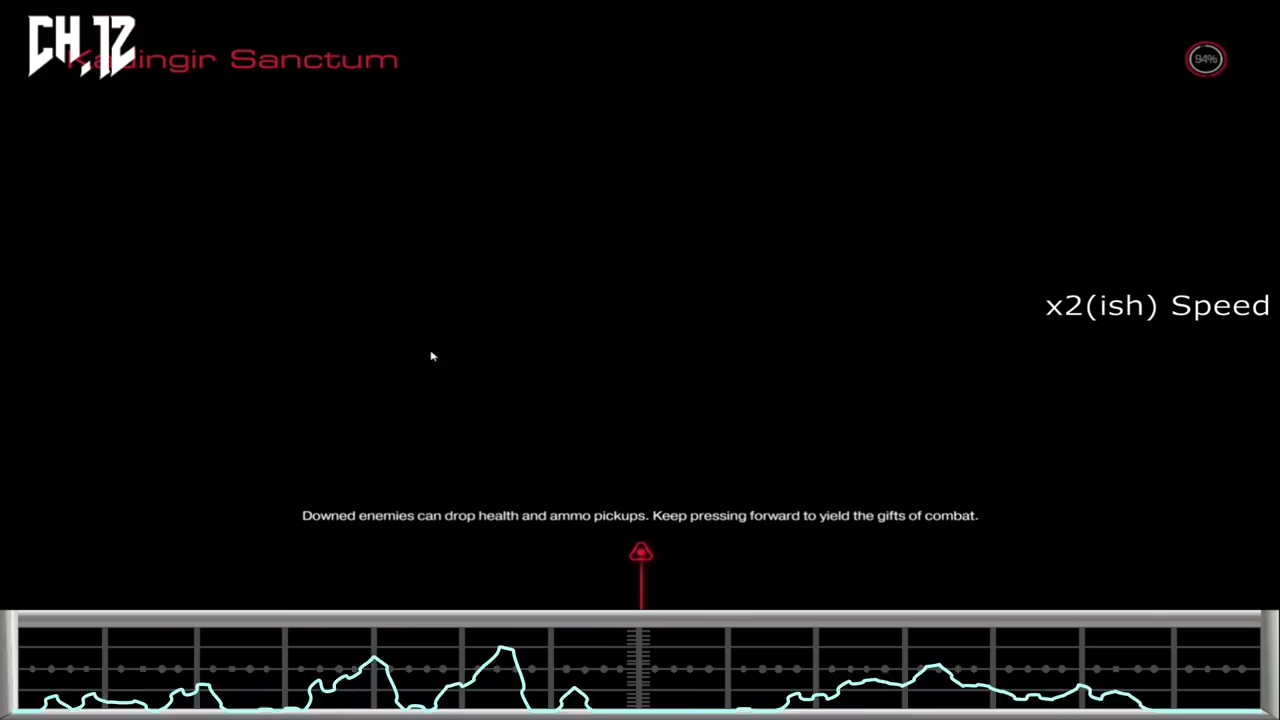 CH.12
Kadingir Sanctum
94%
x2(ish) Speed
Downed enemies can drop health and ammo pickups. Keep pressing forward to yield the gifts of combat.